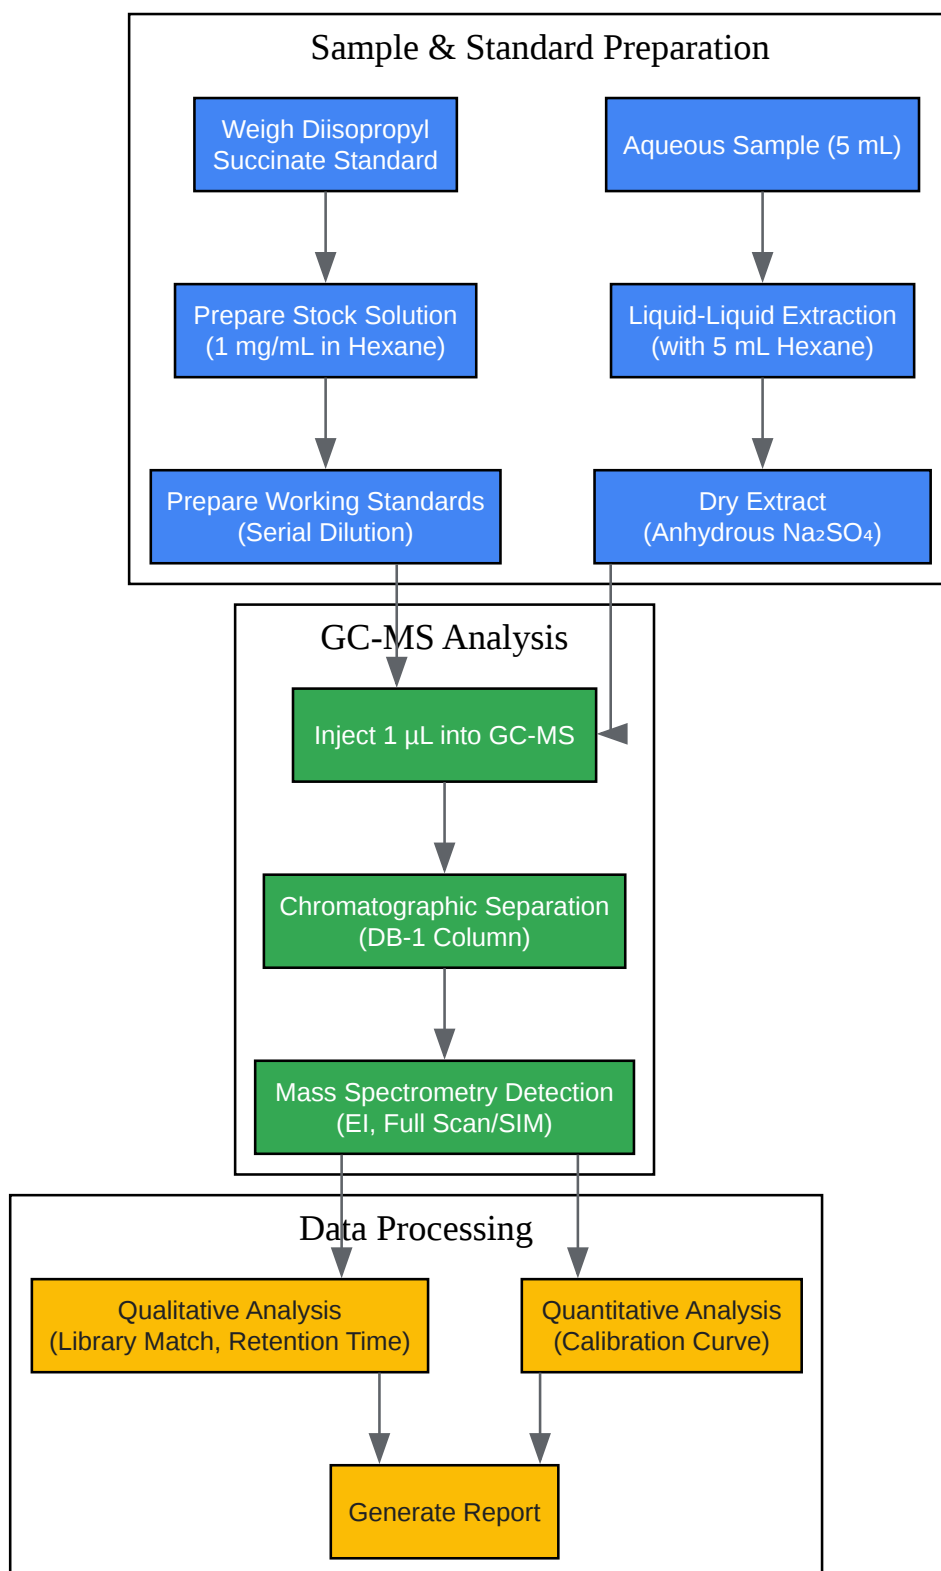 Sample & Standard Preparation
Weigh Diisopropyl
Succinate Standard
Aqueous Sample (5 mL)
Prepare Stock Solution
(1 mg/mL in Hexane)
Liquid-Liquid Extraction
(with 5 mL Hexane)
Prepare Working Standards
(Serial Dilution)
Dry Extract
(Anhydrous Na₂SO₄)
GC-MS Analysis
Inject 1 µL into GC-MS
Chromatographic Separation
(DB-1 Column)
Mass Spectrometry Detection
(EI, Full Scan/SIM)
Data Processing
Qualitative Analysis
(Library Match, Retention Time)
Quantitative Analysis
(Calibration Curve)
Generate Report